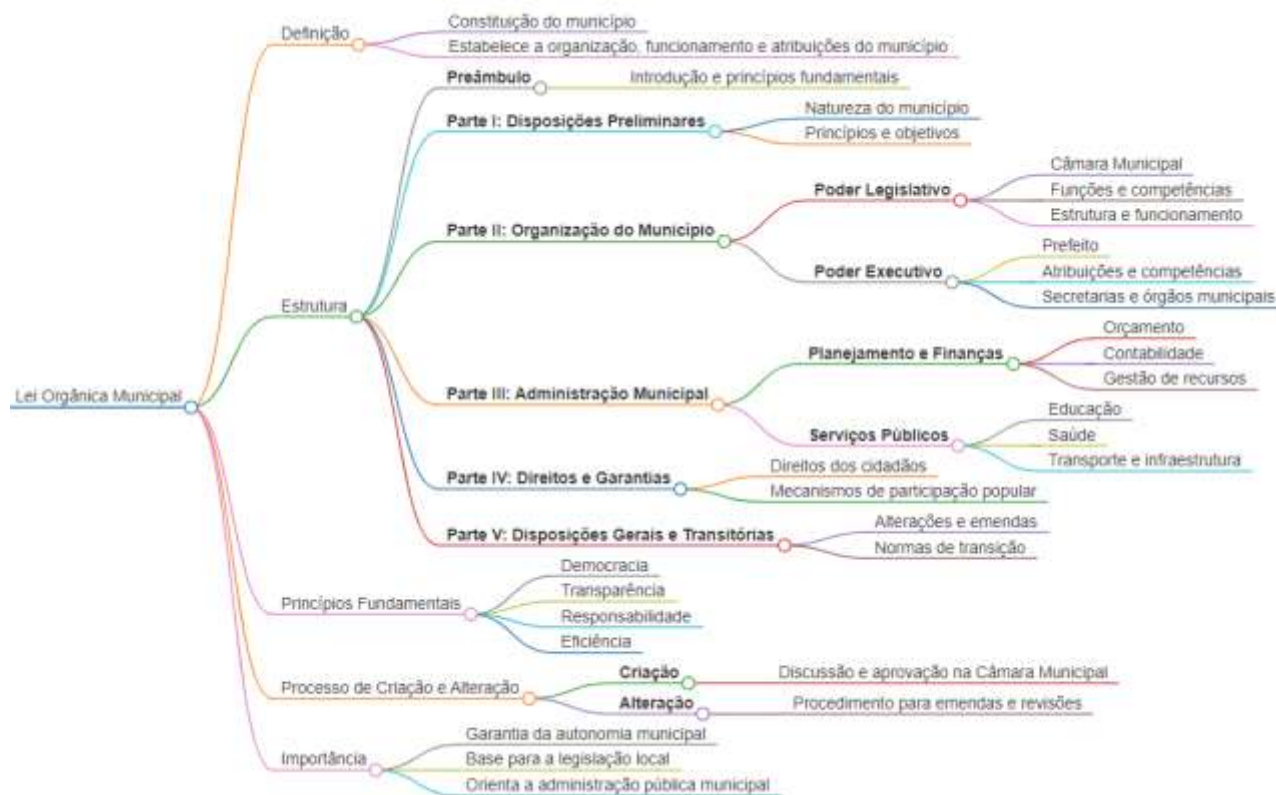 Lei Orgânica Municipal
Definição
Constituição do município
Estabelece a organização, funcionamento e atribuições do município
Estrutura
Preâmbulo
Introdução e princípios fundamentais
Parte I: Disposições Preliminares
Natureza do município
Princípios e objetivos
Parte II: Organização do Município
Poder Legislativo
Câmara Municipal
Funções e competências
Estrutura e funcionamento
Poder Executivo
Prefeito
Atribuições e competências
Secretarias e órgãos municipais
Parte III: Administração Municipal
Planejamento e Finanças
Orçamento
Contabilidade
Gestão de recursos
Serviços Públicos
Educação
Saúde
Transporte e infraestrutura
Parte IV: Direitos e Garantias
Direitos dos cidadãos
Mecanismos de participação popular
Parte V: Disposições Gerais e Transitórias
Alterações e emendas
Normas de transição
Princípios Fundamentais
Democracia
Transparência
Responsabilidade
Eficiência
Processo de Criação e Alteração
Criação
Discussão e aprovação na Câmara Municipal
Alteração
Procedimento para emendas e revisões
Importância
Garantia da autonomia municipal
Base para a legislação local
Orienta a administração pública municipal